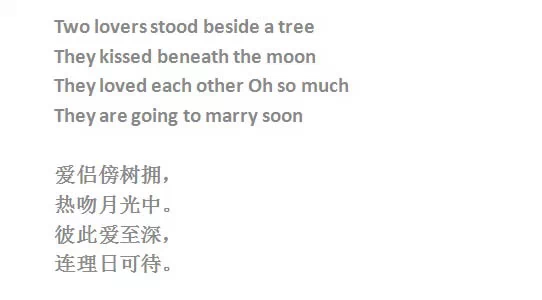 Two lovers stood beside a tree
They kissed beneath the moon
They loved each other Oh so much
They are going to marry soon
爱侣傍树拥，
热吻月光中。
彼此爱至深，
连理日可待。